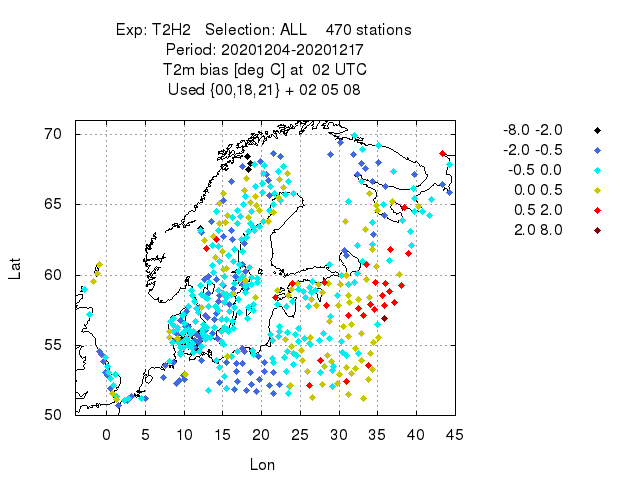 Exp: T2H2 Selection: ALL 470 stations
Period: 20201204-20201217
T2m bias [deg C] at 02 UTC
Used {00,18,21} + 02 05 08
70
65
60
55
50
Lat
0 5 10 15 20 25 30 35 40 45
Lon
-8.0 -2.0
-2.0 -0.5
-0.5 0.0
0.0 0.5
0.5 2.0
2.0 8.0